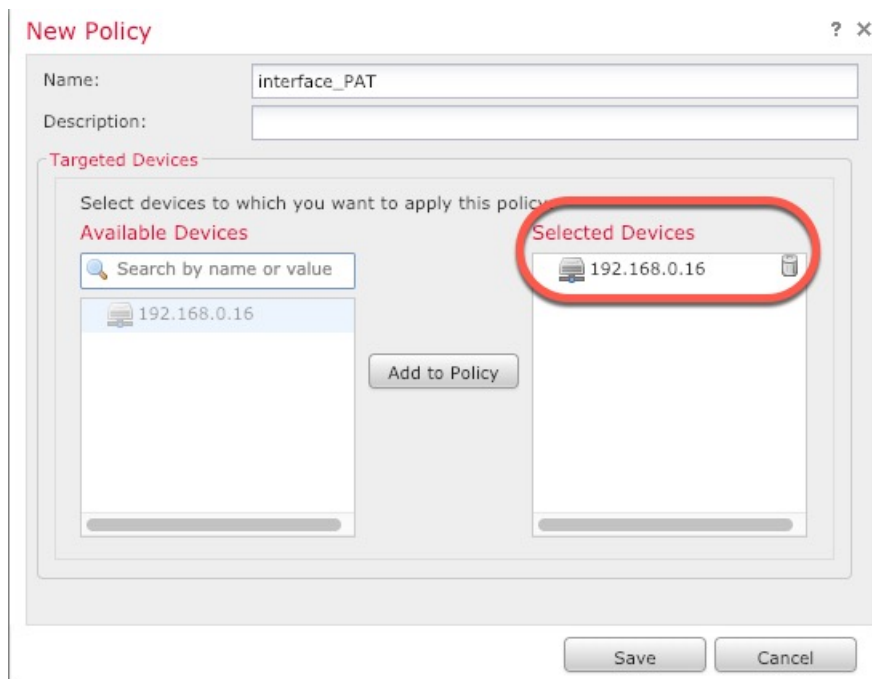 New Policy
?
Name:
interface_PAT
Description:
Targeted Devices
Select devices to which you want to apply this policy
Available Devices
Selected Devices
Search by name or value
192.168.0.16
192.168.0.16
Add to Policy
Save
Cancel